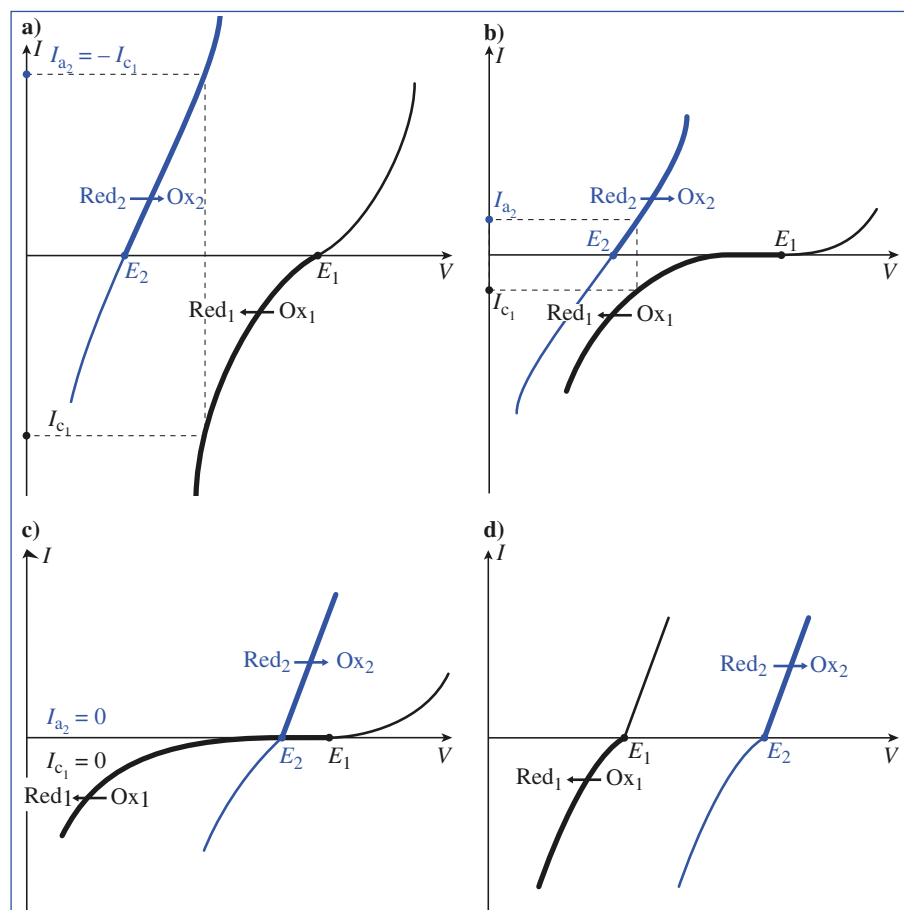 a)
I
I_a₂ = – I_c₁
Red₂ Ox₂
E₂
E₁
V
Red₁ Ox₁
I_c₁
b)
I
Red₂ Ox₂
I_a₂
E₂
E₁
V
I_c₁
Red₁ Ox₁
c)
I
Red₂ Ox₂
I_a₂ = 0
E₂
E₁
V
I_c₁ = 0
Red₁ Ox₁
d)
I
Red₂ Ox₂
E₁
E₂
V
Red₁ Ox₁